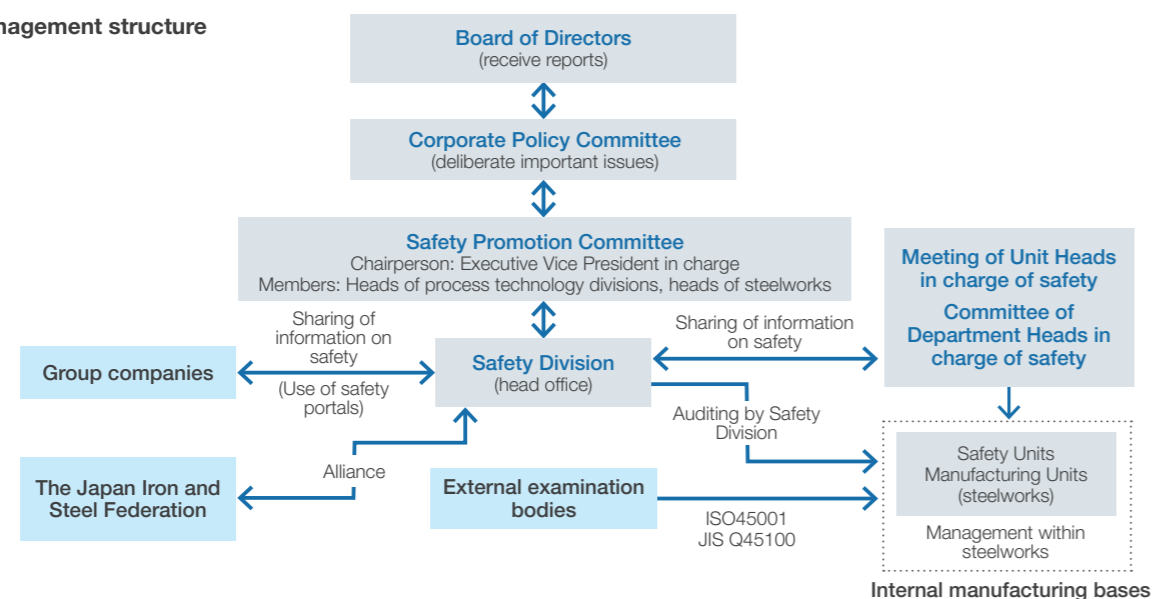 nagement structure
Board of Directors
(receive reports)
Corporate Policy Committee
(deliberate important issues)
Safety Promotion Committee
Chairperson: Executive Vice President in charge
Members: Heads of process technology divisions, heads of steelworks
Meeting of Unit Heads
in charge of safety
Committee of
Department Heads in
charge of safety
Sharing of
information on
safety
(Use of safety
portals)
Sharing of information
on safety
Group companies
Safety Division
(head office)
Auditing by Safety
Division
Alliance
The Japan Iron and
Steel Federation
External examination
bodies
ISO45001
JIS Q45100
Safety Units
Manufacturing Units
(steelworks)
Management within
steelworks
Internal manufacturing bases